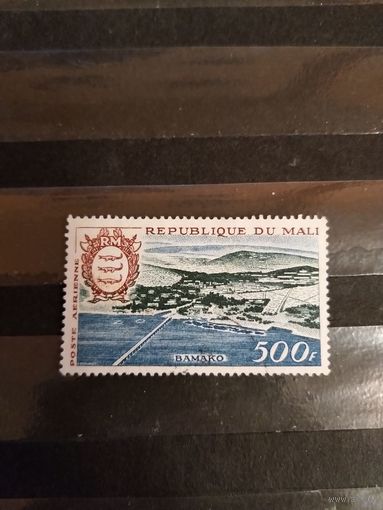 REPUBLIQUE DU MALI
RM
POSTE AERIENNE
BAMAKO
500F